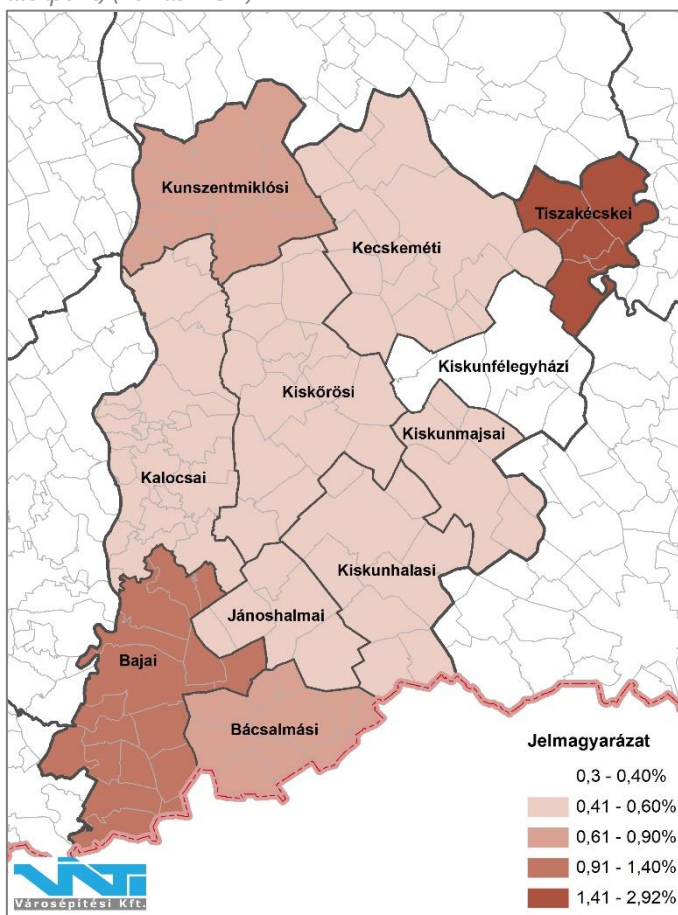 Kunszentmiklósi
Tiszakécskei
Kecskeméti
Kiskunfélegyházi
Kiskőrösi
Kiskunmajsai
Kalocsai
Kiskunhalasi
Jánoshalmai
Bajai
Bácsalmási
Jelmagyarázat
0,3 - 0,40%
0,41 - 0,60%
0,61 - 0,90%
0,91 - 1,40%
1,41 - 2,92%
VÁTI
Városépítési Kft.